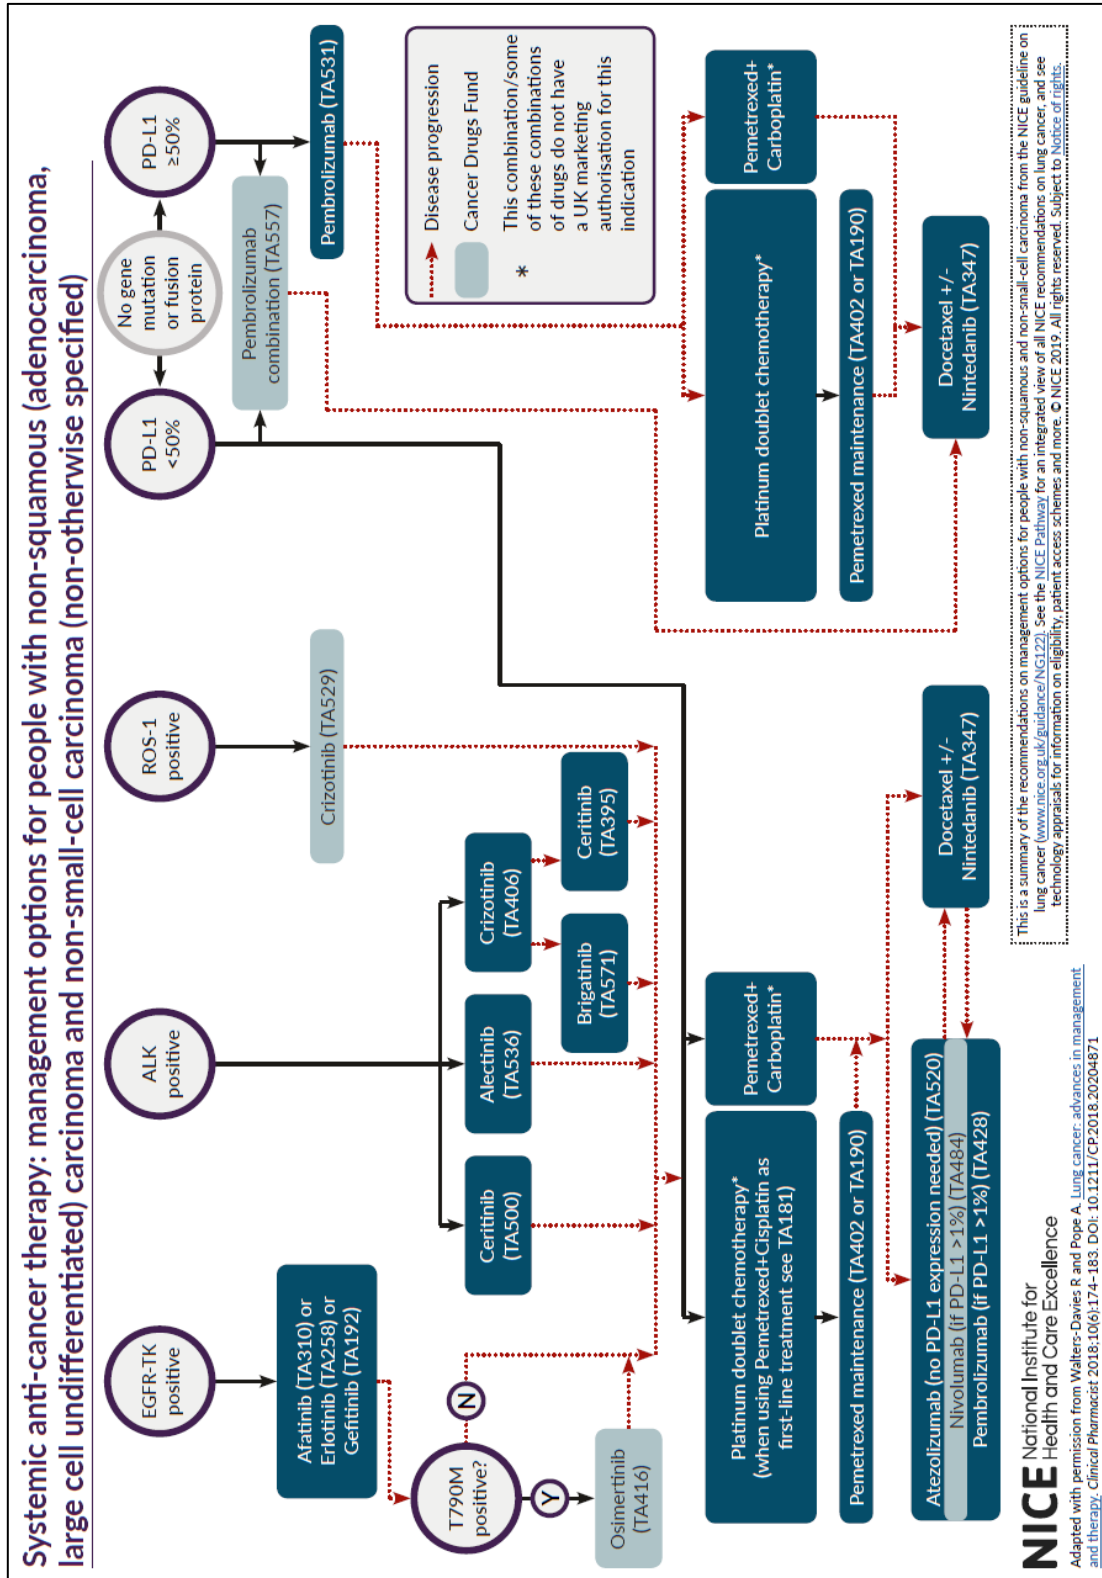 Systemic anti-cancer therapy: management options for people with non-squamous (adenocarcinoma,
large cell undifferentiated) carcinoma and non-small-cell carcinoma (non-otherwise specified)
EGFR-TK
positive
ALK
positive
ROS-1
positive
PD-L1
<50%
No gene
mutation
or fusion
protein
PD-L1
≥50%
Afatinib (TA310) or
Erlotinib (TA258) or
Gefitinib (TA192)
T790M
positive?
N
Y
Osimertinib
(TA416)
Ceritinib
(TA500)
Alectinib
(TA536)
Crizotinib
(TA406)
Brigatinib
(TA571)
Ceritinib
(TA395)
Crizotinib (TA529)
Pembrolizumab
combination (TA557)
Pembrolizumab (TA531)
Disease progression
Cancer Drugs Fund
* This combination/some
of these combinations
of drugs do not have
a UK marketing
authorisation for this
indication
Platinum doublet chemotherapy*
(when using Pemetrexed+Cisplatin as
first-line treatment see TA181)
Pemetrexed+
Carboplatin*
Pemetrexed maintenance (TA402 or TA190)
Platinum doublet chemotherapy*
Pemetrexed+
Carboplatin*
Pemetrexed maintenance (TA402 or TA190)
Atezolizumab (no PD-L1 expression needed) (TA520)
Nivolumab (if PD-L1 >1%) (TA484)
Pembrolizumab (if PD-L1 >1%) (TA428)
Docetaxel +/-
Nintedanib (TA347)
Docetaxel +/-
Nintedanib (TA347)
NICE National Institute for
Health and Care Excellence
Adapted with permission from Walters-Davies R and Pope A. Lung cancer: advances in management
and therapy. Clinical Pharmacist 2018;10(6):174–183. DOI: 10.1211/CP.2018.20204871
This is a summary of the recommendations on management options for people with non-squamous and non-small-cell carcinoma from the NICE guideline on
lung cancer (www.nice.org.uk/guidance/NG122). See the NICE Pathway for an integrated view of all NICE recommendations on lung cancer, and see
technology appraisals for information on eligibility, patient access schemes and more. © NICE 2019. All rights reserved. Subject to Notice of rights.